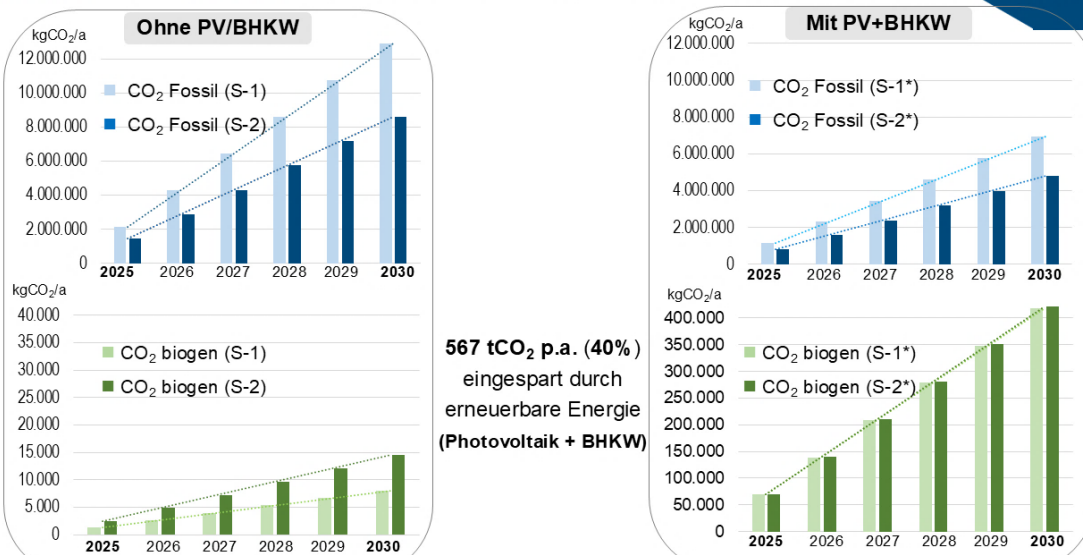 Ohne PV/BHKW
kgCO₂/a
12.000.000
10.000.000
8.000.000
6.000.000
4.000.000
2.000.000
0
CO₂ Fossil (S-1)
CO₂ Fossil (S-2)
2025 2026 2027 2028 2029 2030
kgCO₂/a
40.000
35.000
30.000
25.000
20.000
15.000
10.000
5.000
0
CO₂ biogen (S-1)
CO₂ biogen (S-2)
2025 2026 2027 2028 2029 2030
567 tCO₂ p.a. (40%)
eingespart durch
erneuerbare Energie
(Photovoltaik + BHKW)
Mit PV+BHKW
kgCO₂/a
12.000.000
10.000.000
8.000.000
6.000.000
4.000.000
2.000.000
0
CO₂ Fossil (S-1*)
CO₂ Fossil (S-2*)
2025 2026 2027 2028 2029 2030
kgCO₂/a
400.000
350.000
300.000
250.000
200.000
150.000
100.000
50.000
0
CO₂ biogen (S-1*)
CO₂ biogen (S-2*)
2025 2026 2027 2028 2029 2030